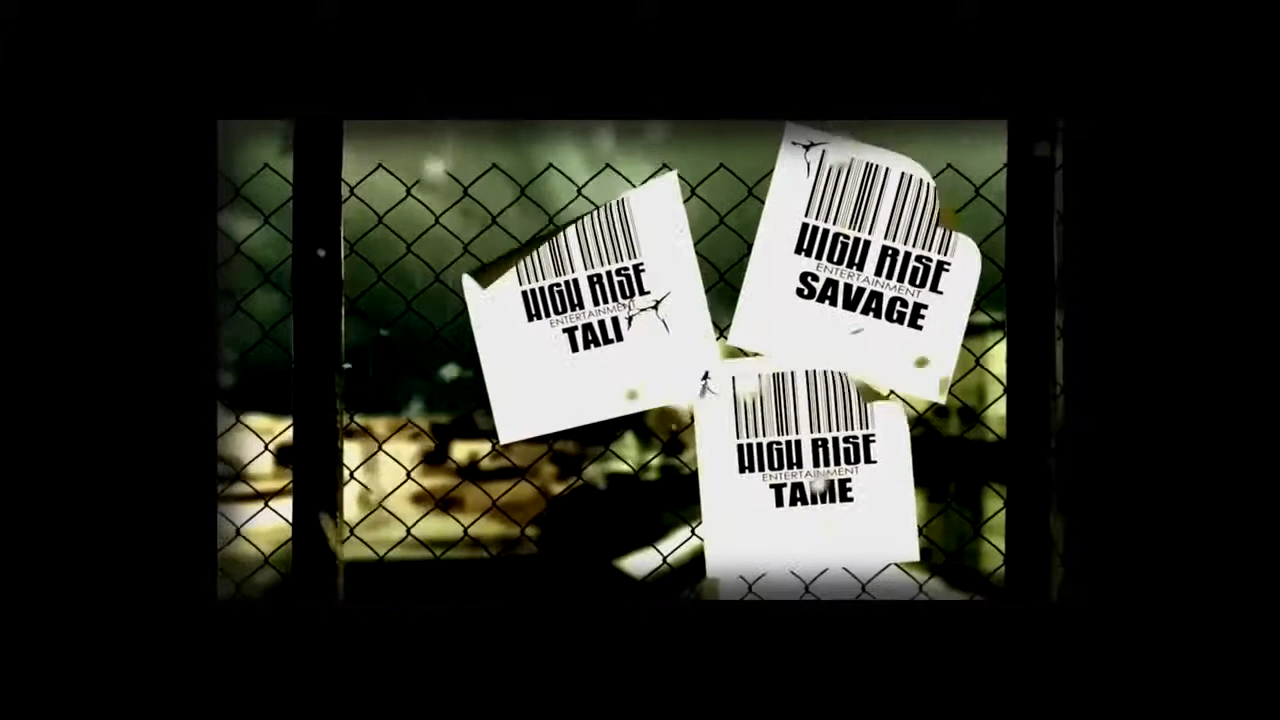 HIGH RISE
ENTERTAINMENT
TALI
HIGH RISE
ENTERTAINMENT
SAVAGE
HIGH RISE
ENTERTAINMENT
TAME